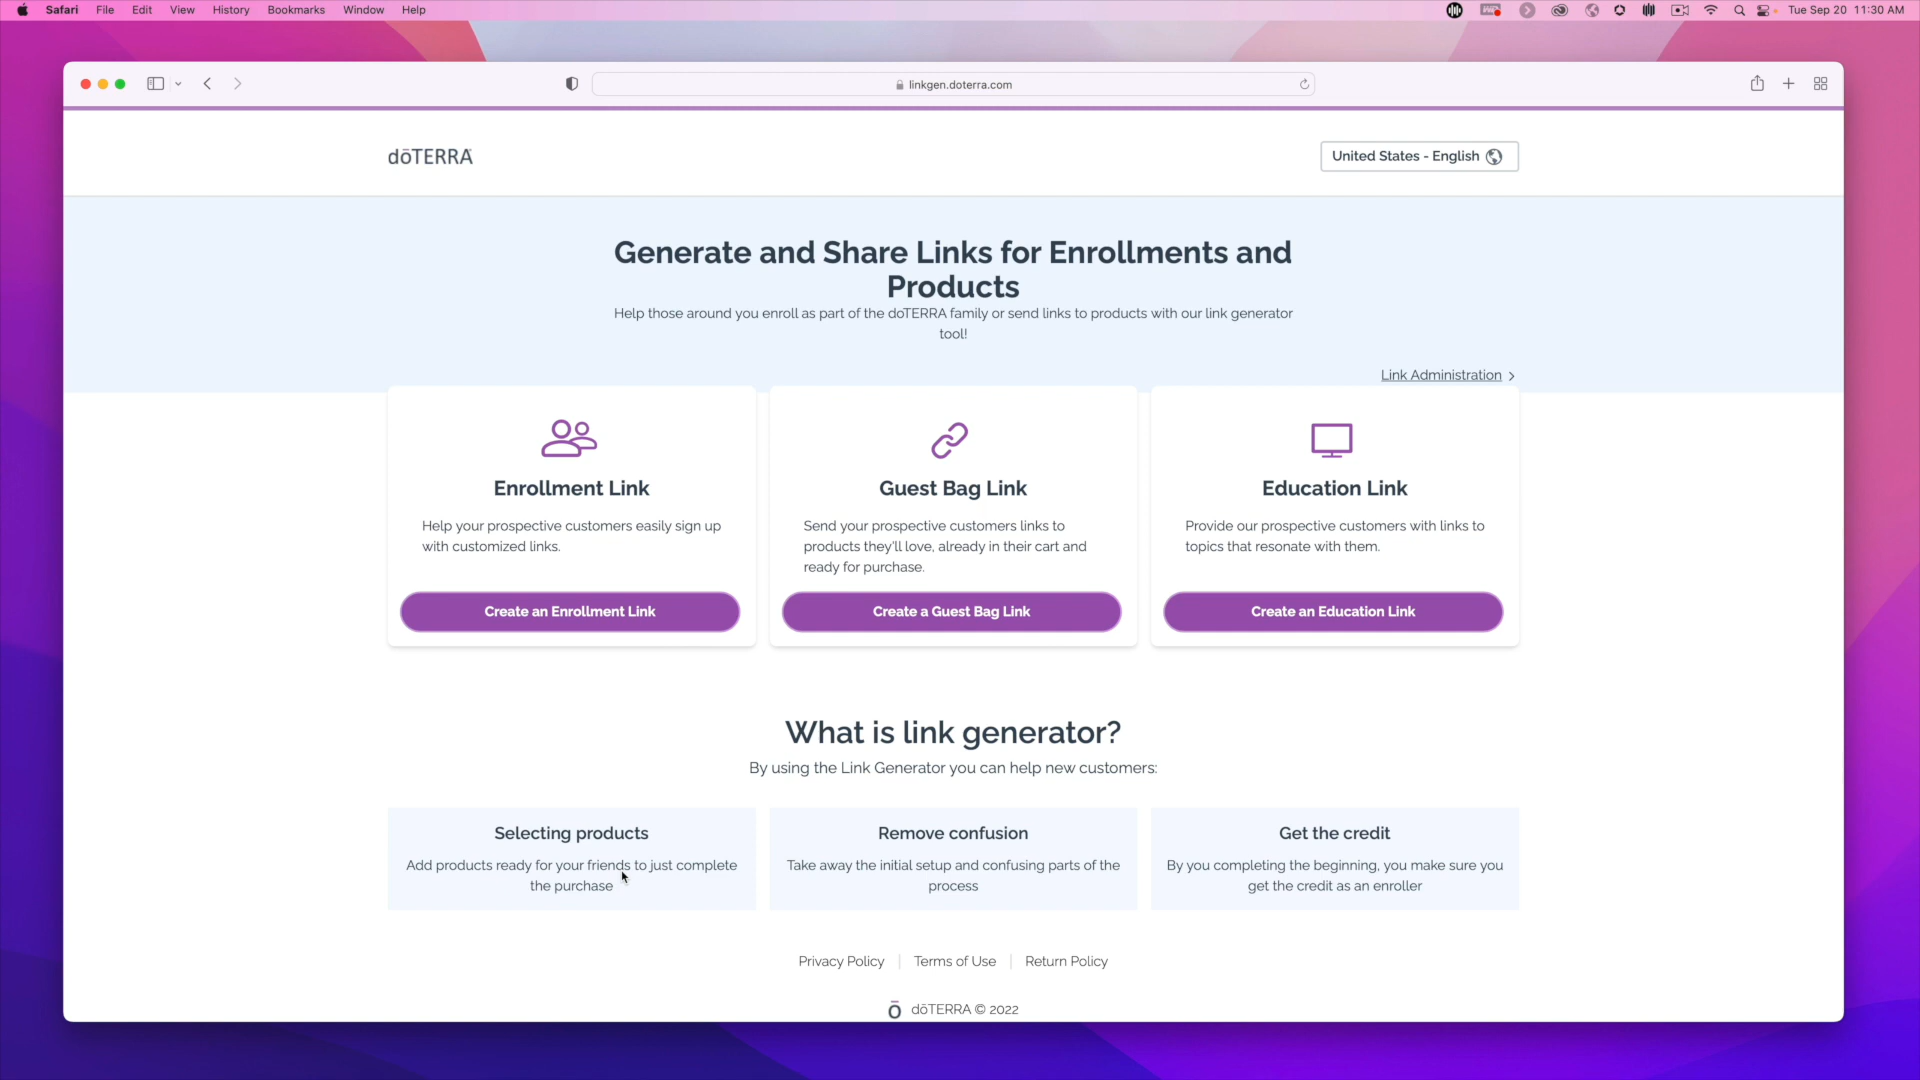 Safari File Edit View History Bookmarks Window Help
Tue Sep 20 11:30 AM
linkgen.doterra.com
dōTERRA
United States - English
Generate and Share Links for Enrollments and
Products
Help those around you enroll as part of the doTERRA family or send links to products with our link generator
tool!
Link Administration
Enrollment Link
Help your prospective customers easily sign up
with customized links.
Create an Enrollment Link
Guest Bag Link
Send your prospective customers links to
products they'll love, already in their cart and
ready for purchase.
Create a Guest Bag Link
Education Link
Provide our prospective customers with links to
topics that resonate with them.
Create an Education Link
What is link generator?
By using the Link Generator you can help new customers:
Selecting products
Add products ready for your friends to just complete
the purchase
Remove confusion
Take away the initial setup and confusing parts of the
process
Get the credit
By you completing the beginning, you make sure you
get the credit as an enroller
Privacy Policy
Terms of Use
Return Policy
dōTERRA © 2022